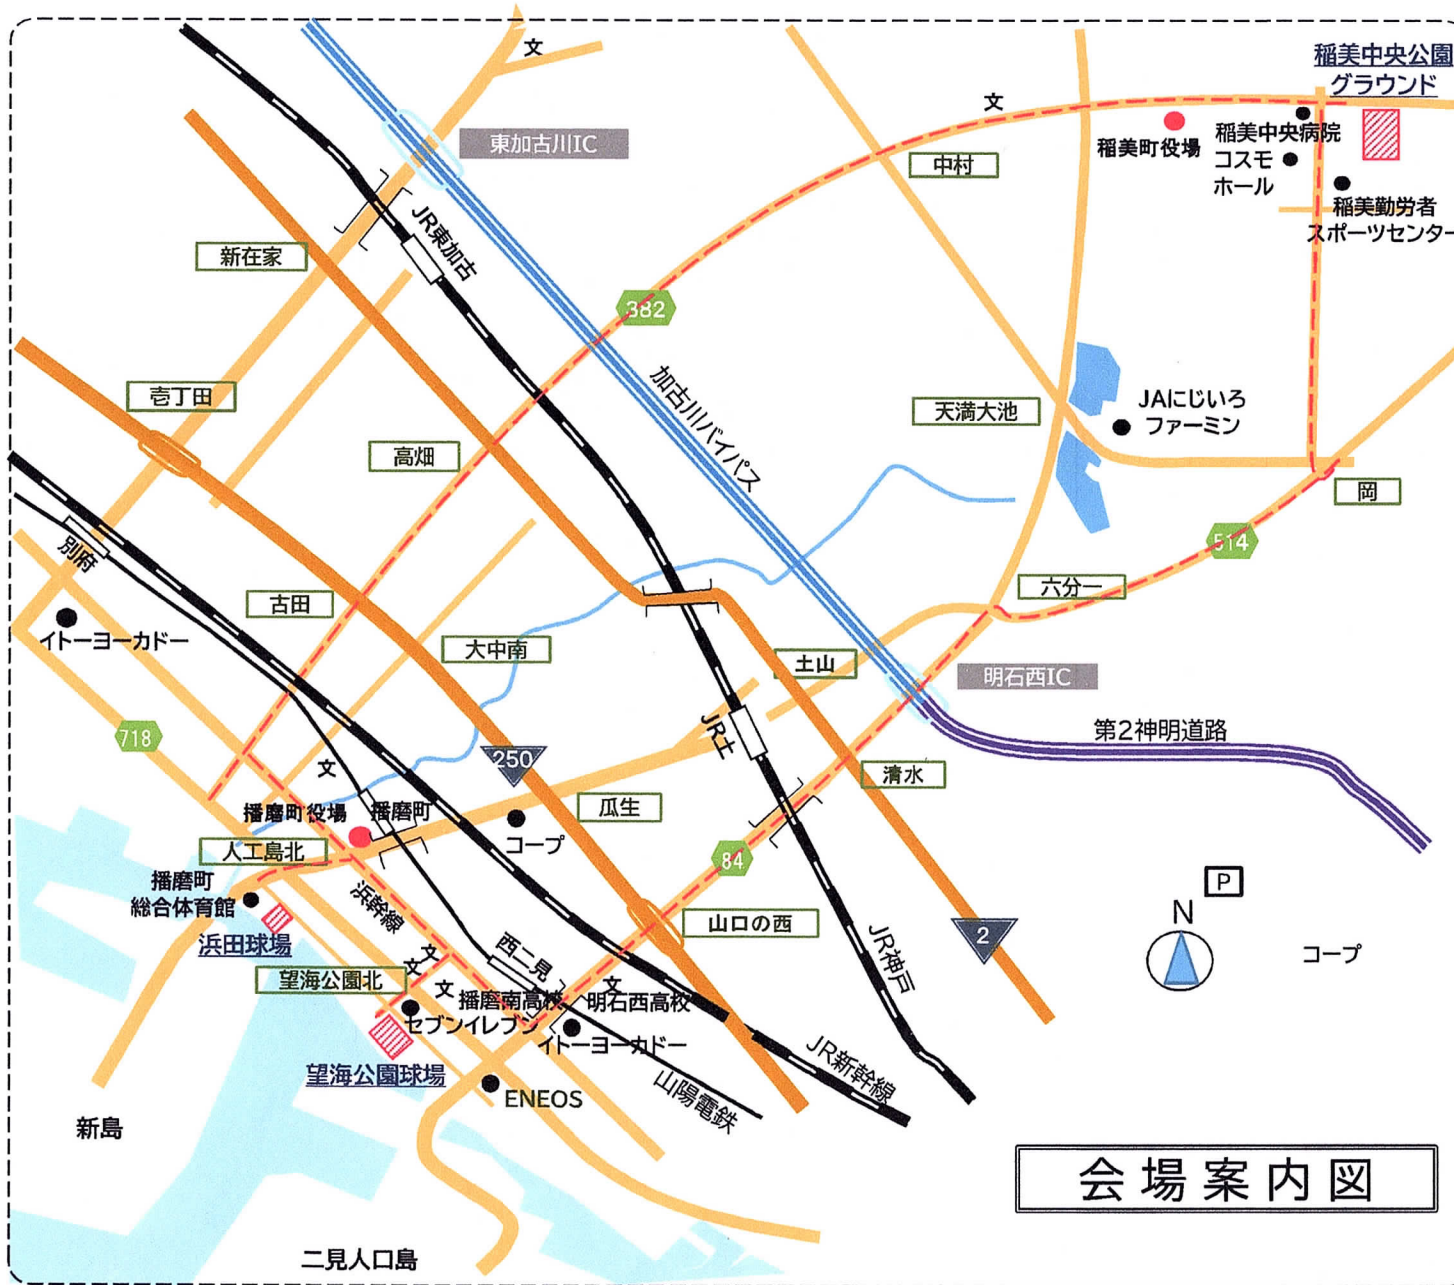 文
稲美中央公園
グラウンド
東加古川IC
文
稲美町役場
稲美中央病院
コスモ
ホール
中村
稲美勤労者
スポーツセンター
JR東加古
新在家
382
加古川バイパス
壱丁田
JAにじいろ
ファーミン
天満大池
高畑
岡
514
別府
六分一
古田
イトーヨーカドー
大中南
土山
明石西IC
718
JR土
第2神明道路
250
文
清水
播磨町役場
播磨町
瓜生
コープ
人工島北
84
播磨町
総合体育館
浜幹線
P
N
山口の西
2
浜田球場
文
文
西二見
JR神戸
コープ
望海公園北
文
文
播磨南高校
明石西高校
セブンイレブン
イトーヨーカドー
望海公園球場
JR新幹線
山陽電鉄
ENEOS
新島
会場案内図
二見人口島